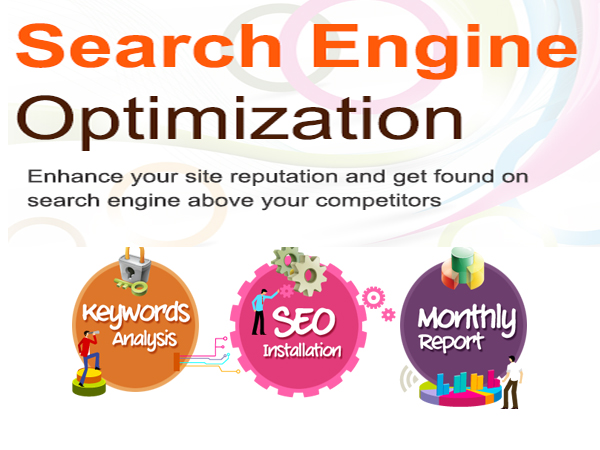 Search Engine
Optimization
Enhance your site reputation and get found on
search engine above your competitors
Keywords
Analysis
SEO
Installation
Monthly
Report